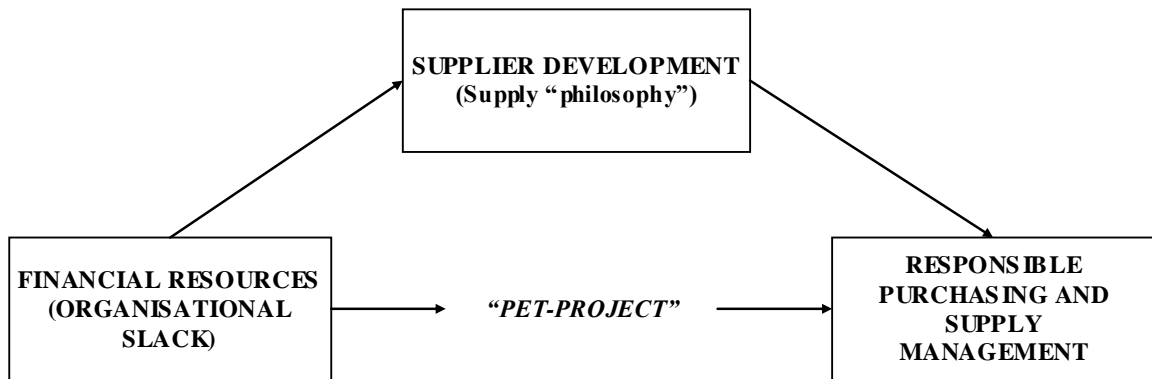 SUPPLIER DEVELOPMENT
(Supply “philosophy”)
FINANCIAL RESOURCES
(ORGANISATIONAL
SLACK)
“PET-PROJECT”
RESPONSIBLE
PURCHASING AND
SUPPLY
MANAGEMENT